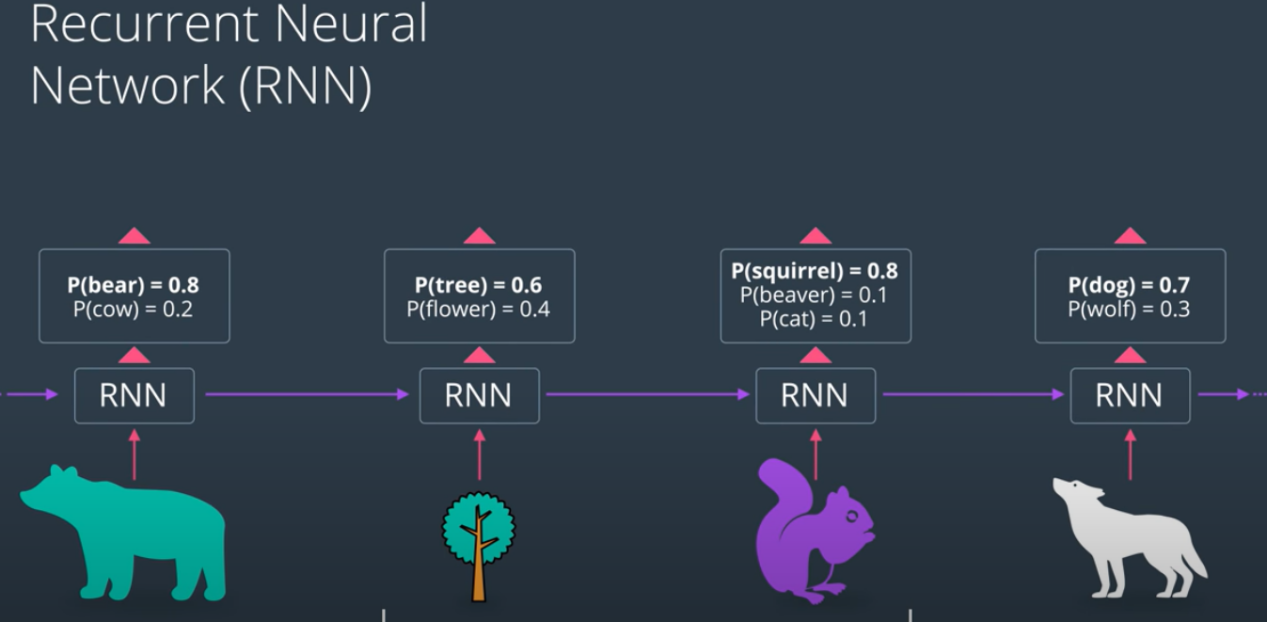 Recurrent Neural
Network (RNN)
P(bear) = 0.8
P(cow) = 0.2
P(tree) = 0.6
P(flower) = 0.4
P(squirrel) = 0.8
P(beaver) = 0.1
P(cat) = 0.1
P(dog) = 0.7
P(wolf) = 0.3
RNN
RNN
RNN
RNN